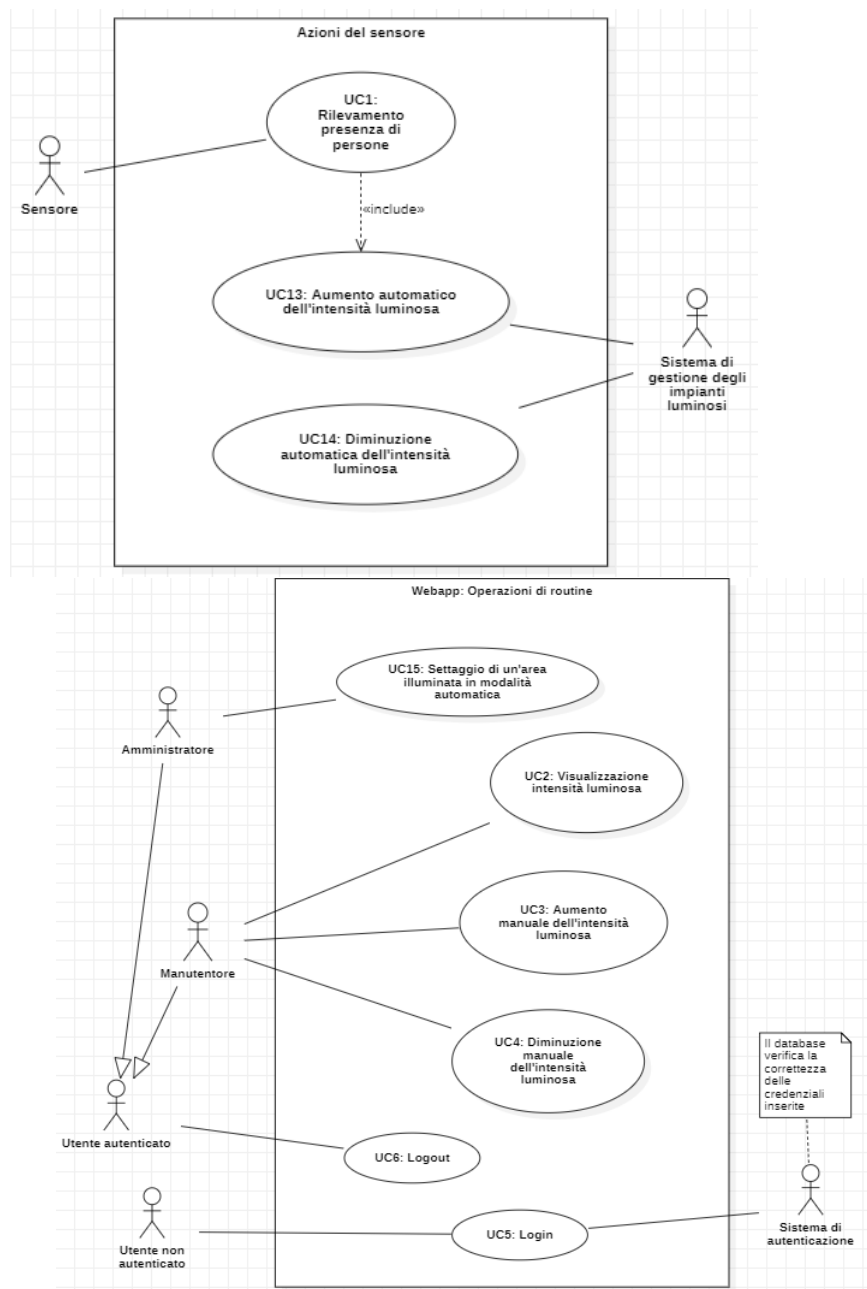 Azioni del sensore
UC1:
Rilevamento
presenza di
persone
Sensore
«include»
UC13: Aumento automatico
dell'intensità luminosa
Sistema di
gestione degli
impianti
luminosi
UC14: Diminuzione
automatica dell'intensità
luminosa
Webapp: Operazioni di routine
UC15: Settaggio di un'area
illuminata in modalità
automatica
Amministratore
UC2: Visualizzazione
intensità luminosa
UC3: Aumento
manuale dell'intensità
luminosa
Manutentore
UC4: Diminuzione
manuale
dell'intensità
luminosa
Il database
verifica la
correttezza
delle
credenziali
inserite
Utente autenticato
UC6: Logout
UC5: Login
Sistema di
autenticazione
Utente non
autenticato